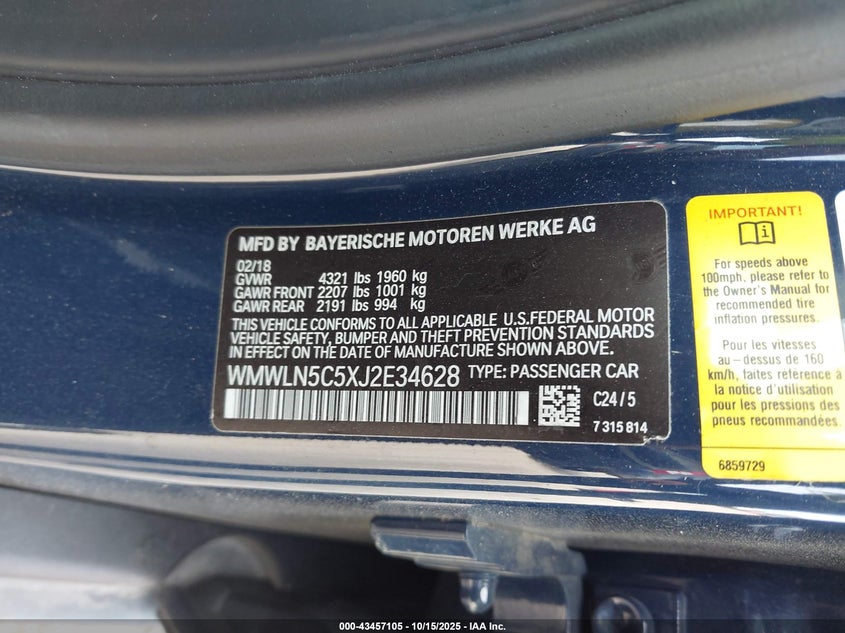 MFD BY BAYERISCHE MOTOREN WERKE AG
02/18
GVWR 4321 lbs 1960 kg
GAWR FRONT 2207 lbs 1001 kg
GAWR REAR 2191 lbs 994 kg
THIS VEHICLE CONFORMS TO ALL APPLICABLE U.S.FEDERAL MOTOR
VEHICLE SAFETY, BUMPER AND THEFT PREVENTION STANDARDS
IN EFFECT ON THE DATE OF MANUFACTURE SHOWN ABOVE.
WMWLN5C5XJ2E34628 TYPE: PASSENGER CAR
C24/5
7 315 814
IMPORTANT!
For speeds above
100mph, please refer to
the Owner's Manual for
recommended tire
inflation pressures.
Pour les vitesses
au-dessus de 160
km/h, faites référence à
la notice d'utilisation
pour les pressions des
pneus recommandées.
6859729
000-43457105 - 10/15/2025 - IAA Inc.